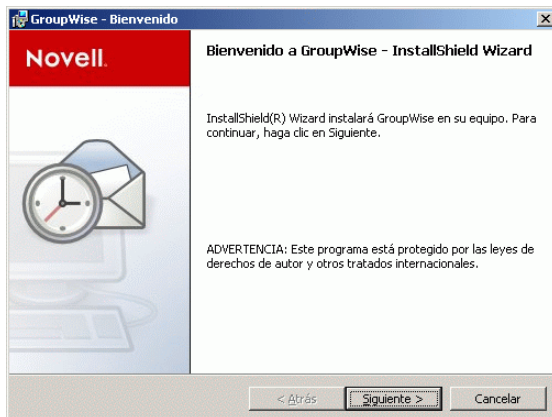 GroupWise - Bienvenido
Novell.
Bienvenido a GroupWise - InstallShield Wizard
InstallShield(R) Wizard instalará GroupWise en su equipo. Para
continuar, haga clic en Siguiente.
ADVERTENCIA: Este programa está protegido por las leyes de
derechos de autor y otros tratados internacionales.
< Atrás
Siguiente >
Cancelar